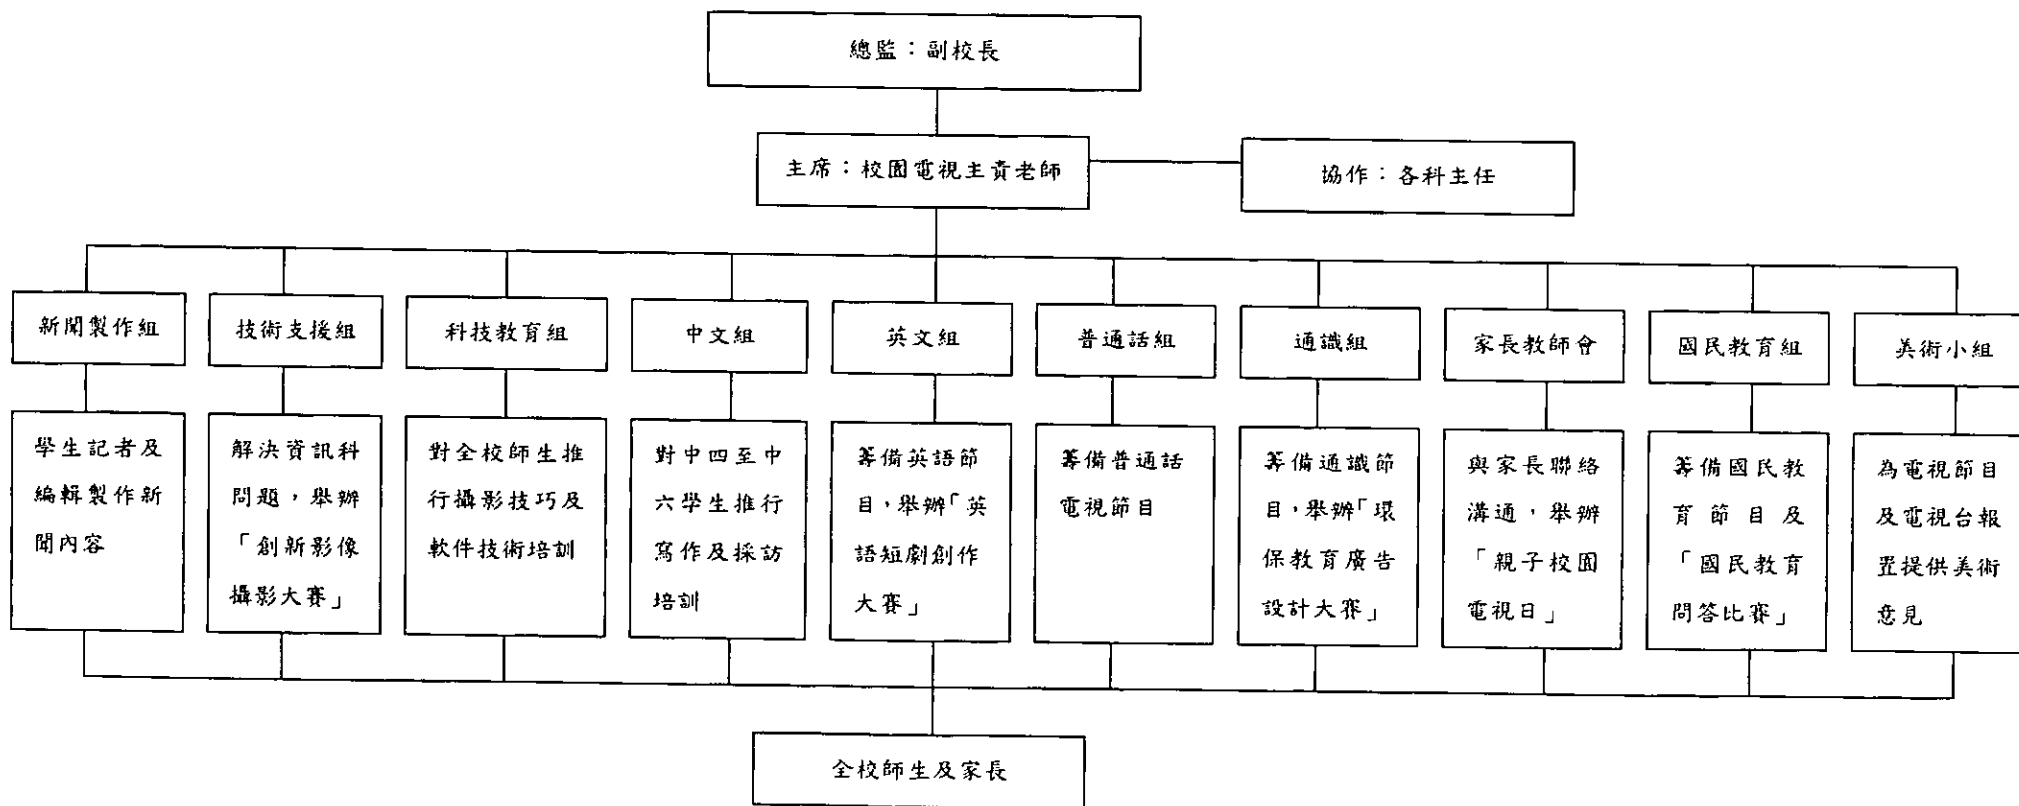 總監：副校長
主席：校園電視主責老師
協作：各科主任
新聞製作組
技術支援組
科技教育組
中文組
英文組
普通話組
通識組
家長教師會
國民教育組
美術小組
學生記者及
編輯製作新
聞內容
解決資訊科
問題，舉辦
「創新影像
攝影大賽」
對全校師生推
行攝影技巧及
軟件技術培訓
對中四至中
六學生推行
寫作及採訪
培訓
籌備英語節
目，舉辦「英
語短劇創作
大賽」
籌備普通話
電視節目
籌備通識節
目，舉辦「環
保教育廣告
設計大賽」
與家長聯絡
溝通，舉辦
「親子校園
電視日」
籌備國民教
育節目及
「國民教育
問答比賽」
為電視節目
及電視台報
置提供美術
意見
全校師生及家長